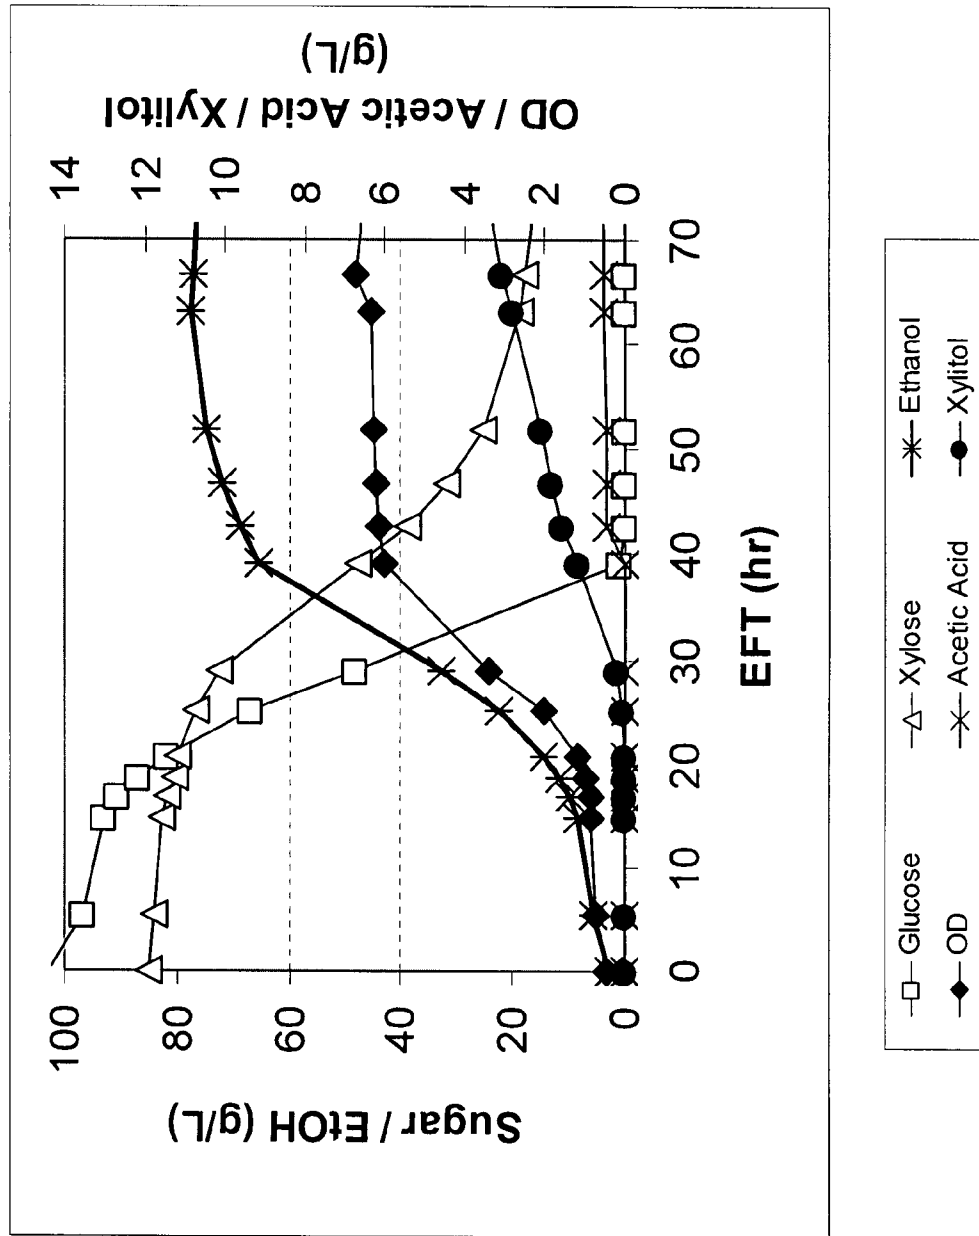 100
80
60
40
20
0
Sugar / EtOH (g/L)
14
12
10
8
6
4
2
0
OD / Acetic Acid / Xylitol
(g/L)
0
10
20
30
40
50
60
70
EFT (hr)
Glucose
Xylose
Ethanol
OD
Acetic Acid
Xylitol